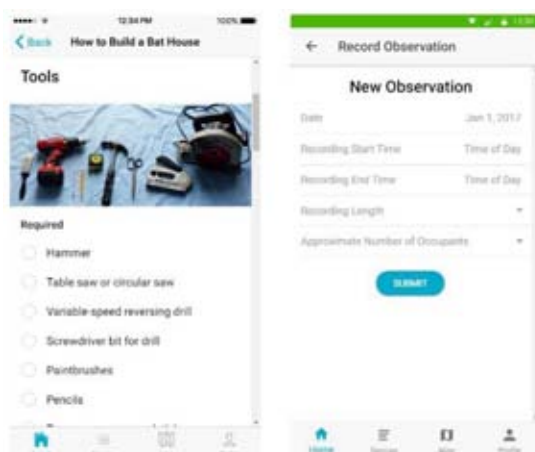 12:34 PM 100%
Back How to Build a Bat House
Tools
Required
Hammer
Table saw or circular saw
Variable speed reversing drill
Screwdriver bit for drill
Paintbrushes
Pencils
Record Observation
New Observation
Date Jan 1, 2017
Recording Start Time Time of Day
Recording End Time Time of Day
Recording Length
Approximate Number of Occupants
SUBMIT
Home Profile